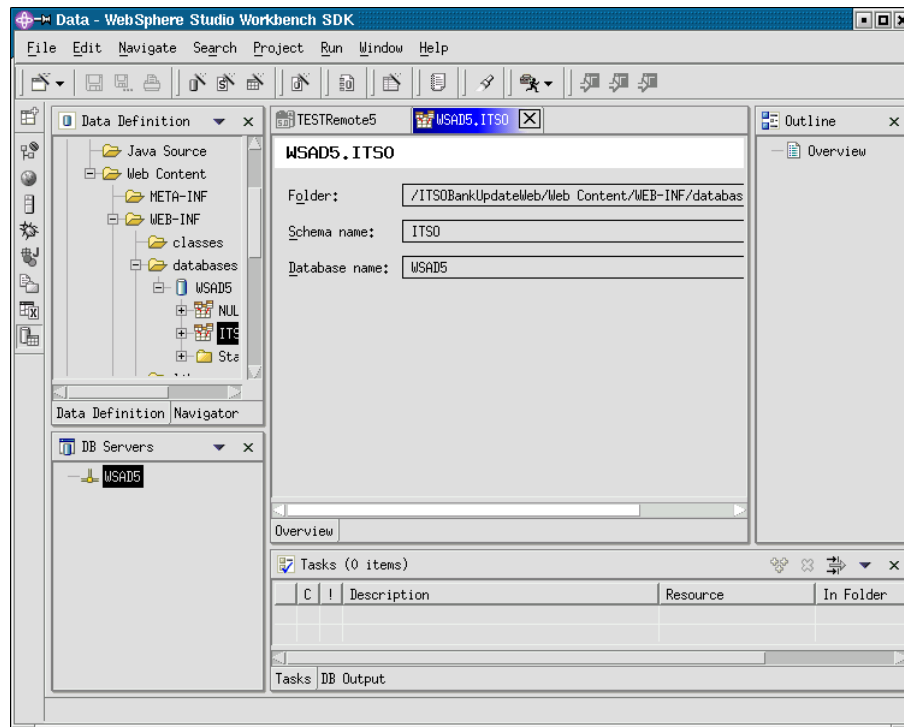 Data - WebSphere Studio Workbench SDK
File Edit Navigate Search Project Run Window Help
Data Definition
Java Source
Web Content
META-INF
WEB-INF
classes
databases
WSAD5
NUL
ITS
Sta
Data Definition Navigator
DB Servers
WSAD5
TESTRemote5 WSAD5.ITSO
WSAD5.ITSO
Folder: /ITSOBankUpdateWeb/Web Content/WEB-INF/databas
Schema name: ITSO
Database name: WSAD5
Overview
Outline
Overview
Tasks (0 items)
C ! Description Resource In Folder
Tasks DB Output